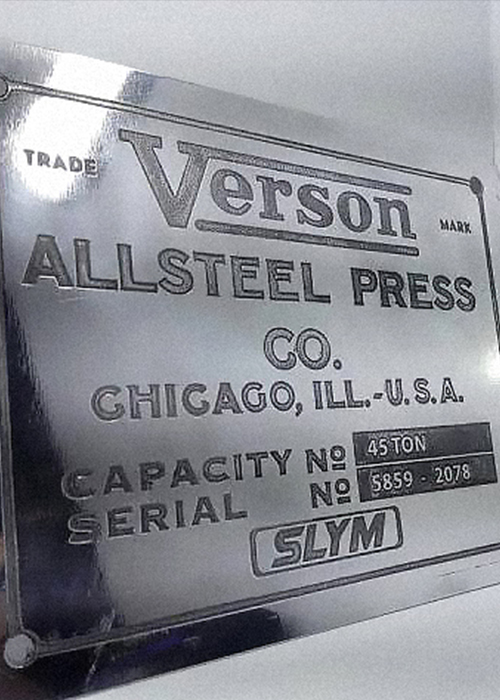 TRADE Verson MARK
ALLSTEEL PRESS
CO.
CHICAGO, ILL.-U.S.A.
CAPACITY Nº 45 TON
SERIAL Nº 5859 - 2078
SLYM